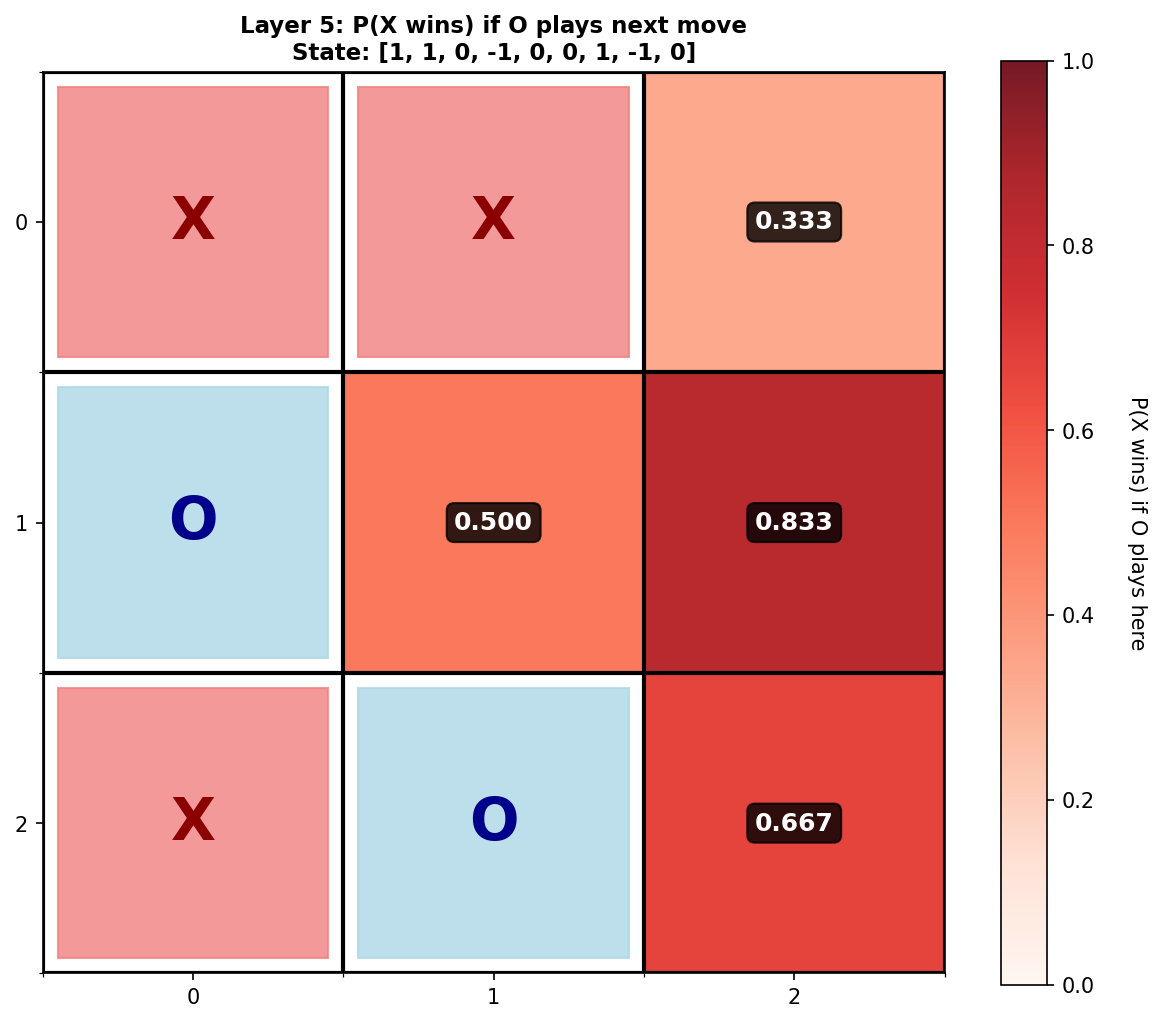 Layer 5: P(X wins) if O plays next move
State: [1, 1, 0, -1, 0, 0, 1, -1, 0]
0
X
X
0.333
1
O
0.500
0.833
2
X
O
0.667
0
1
2
1.0
0.8
0.6
0.4
0.2
0.0
P(X wins) if O plays here